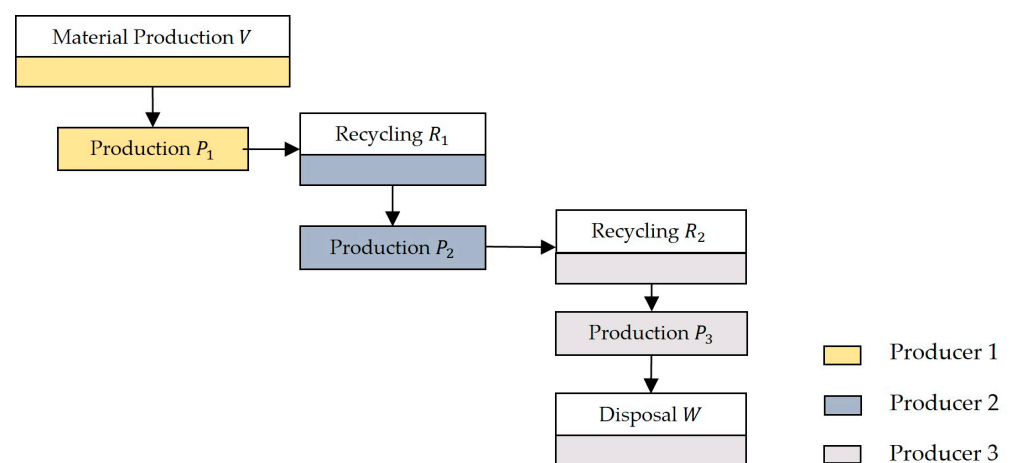 Material Production V
Production P₁
Recycling R₁
Production P₂
Recycling R₂
Production P₃
Disposal W
Producer 1
Producer 2
Producer 3